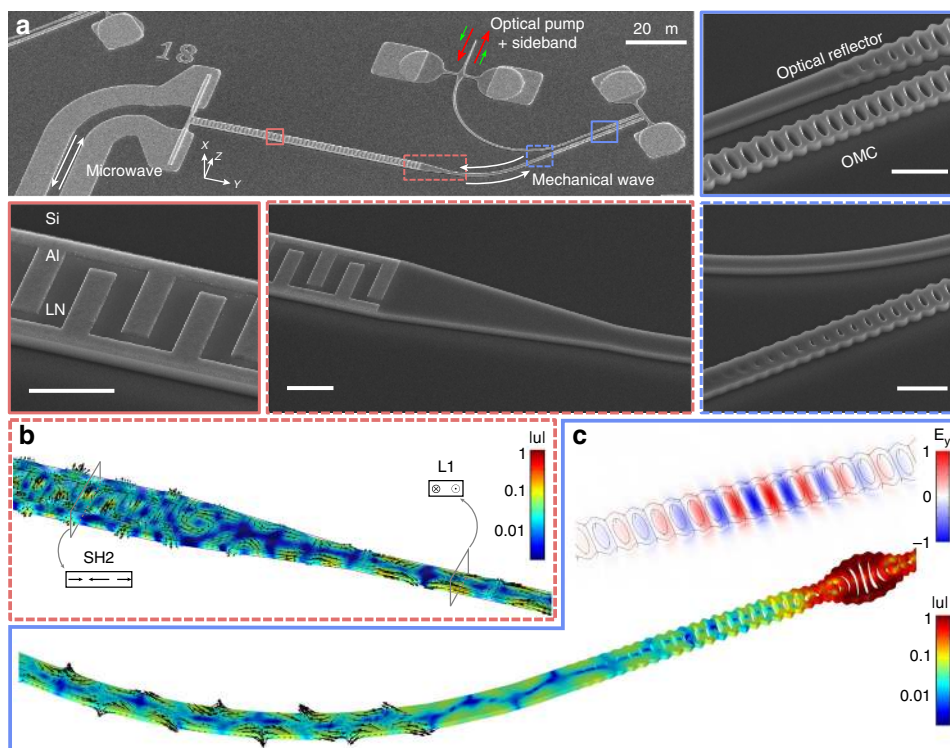 a
18
Optical pump
+ sideband
20 m
Microwave
X
Z
Y
Mechanical wave
Optical reflector
OMC
Si
Al
LN
b
|u|
1
0.1
0.01
L1
SH2
c
E_y
1
0
−1
|u|
1
0.1
0.01